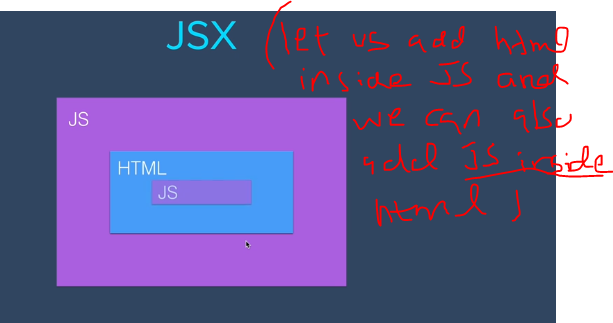 JSX (let us add html
inside JS and
JS we can also
HTML add JS inside
JS
html)